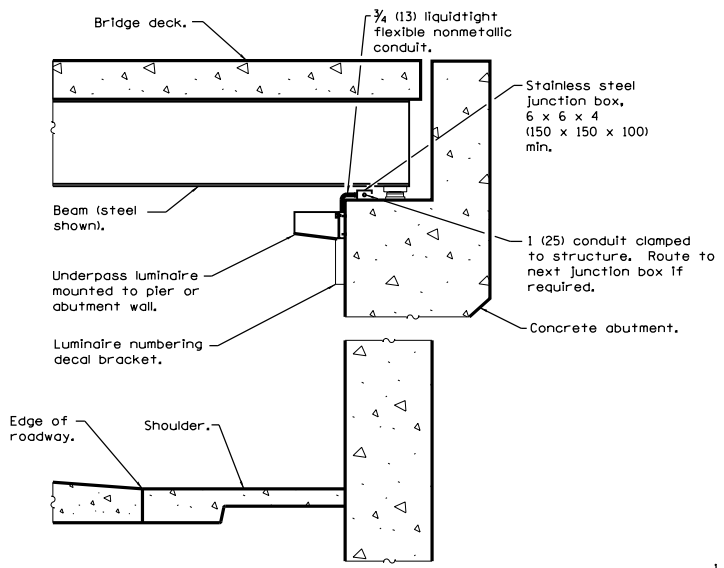 Bridge deck.
¾ (13) liquidtight
flexible nonmetallic
conduit.
Stainless steel
junction box,
6 x 6 x 4
(150 x 150 x 100)
min.
Beam (steel
shown).
1 (25) conduit clamped
to structure. Route to
next junction box if
required.
Underpass luminaire
mounted to pier or
abutment wall.
Concrete abutment.
Luminaire numbering
decal bracket.
Edge of
roadway.
Shoulder.